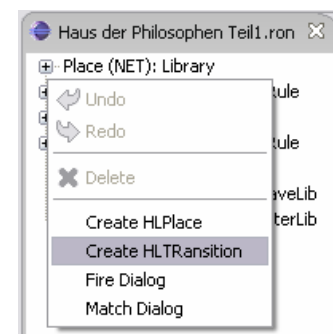 Haus der Philosophen Teil1.ron
Place (NET): Library
Undo
Redo
Delete
Create HLPlace
Create HLTRansition
Fire Dialog
Match Dialog